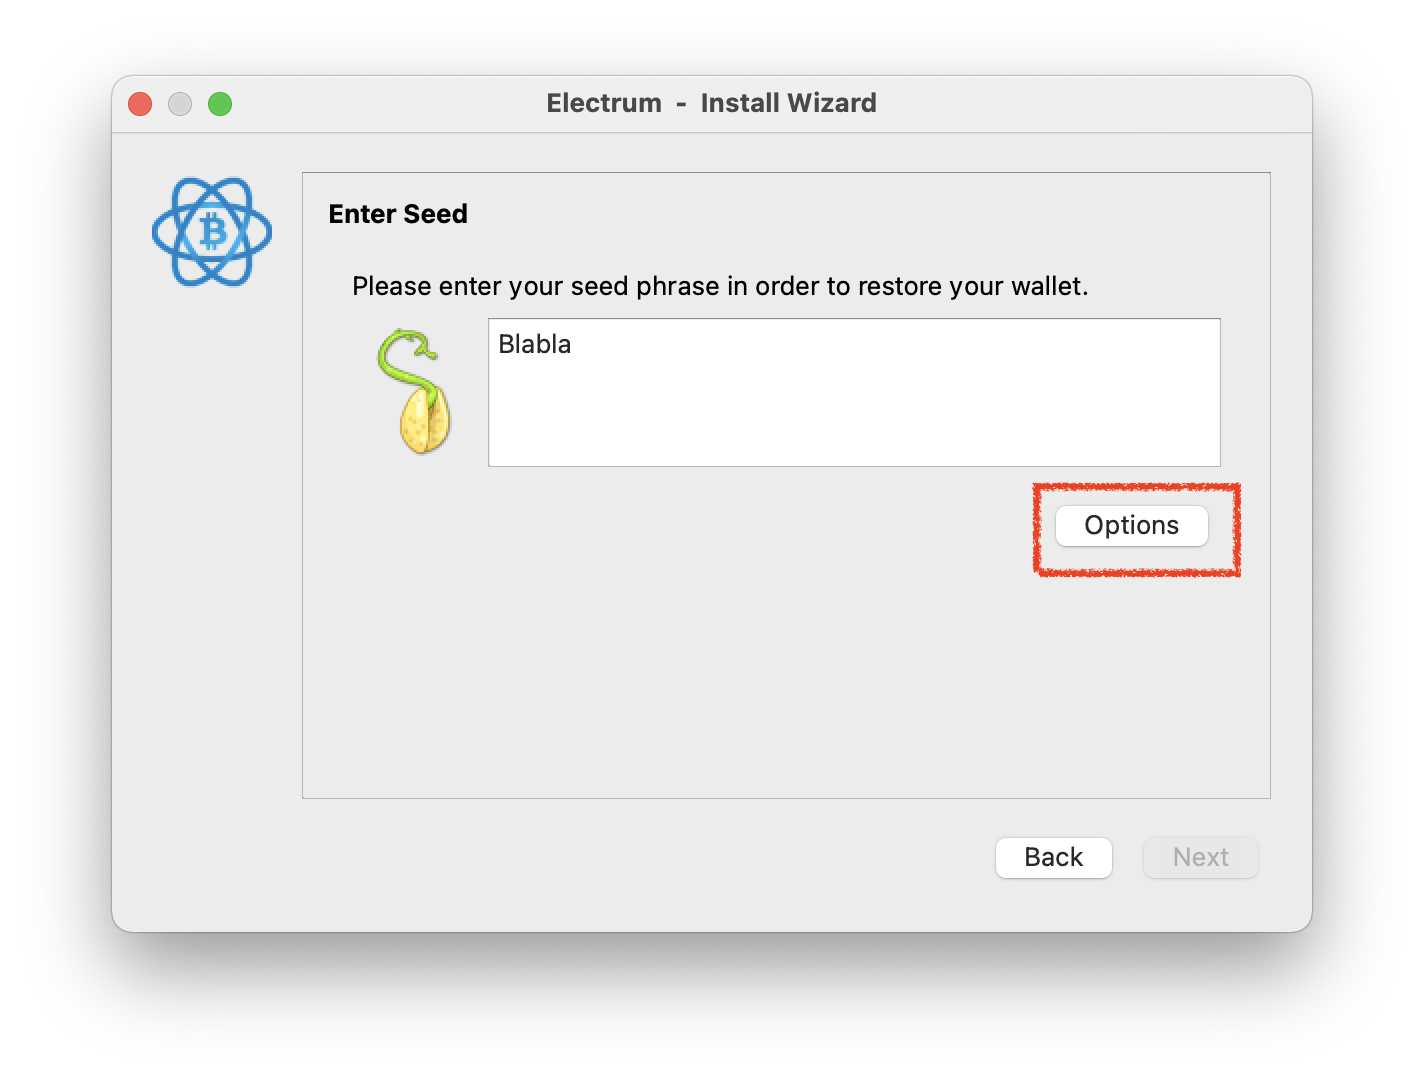 Electrum - Install Wizard
Enter Seed
Please enter your seed phrase in order to restore your wallet.
Blabla
Options
Back
Next